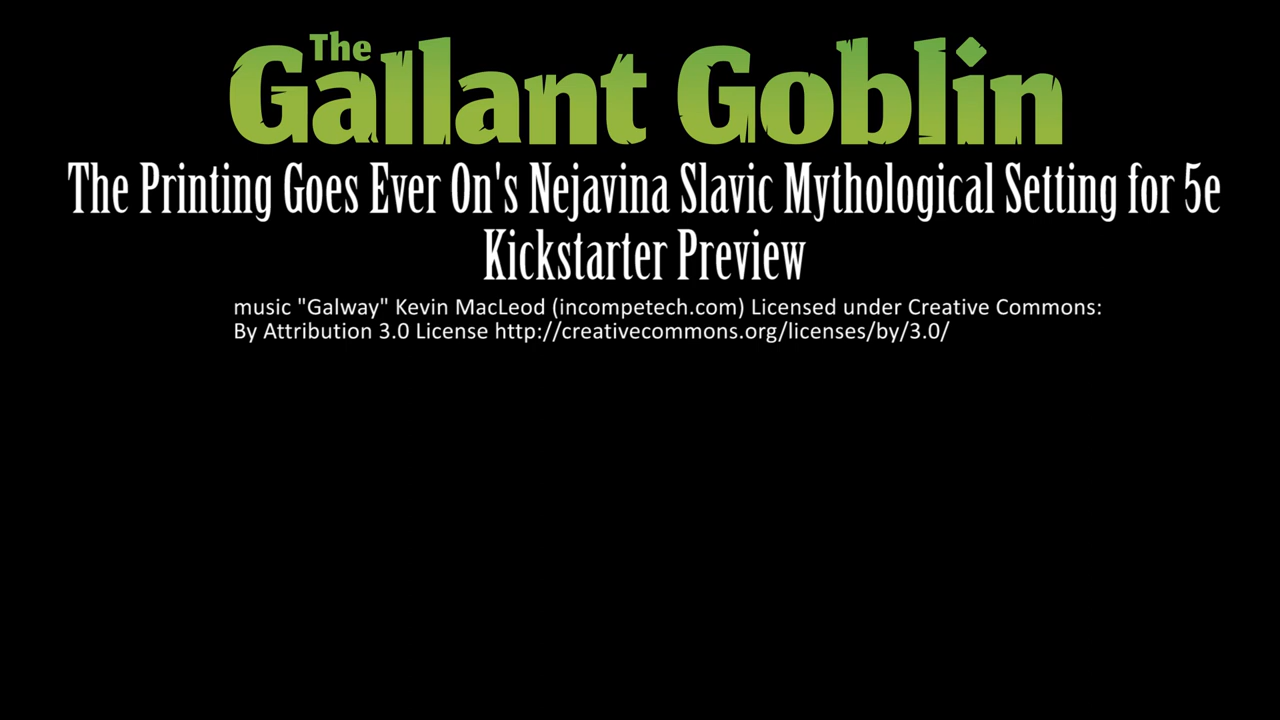 The
Gallant Goblin
The Printing Goes Ever On's Nejavina Slavic Mythological Setting for 5e
Kickstarter Preview
music "Galway" Kevin MacLeod (incompetech.com) Licensed under Creative Commons:
By Attribution 3.0 License http://creativecommons.org/licenses/by/3.0/